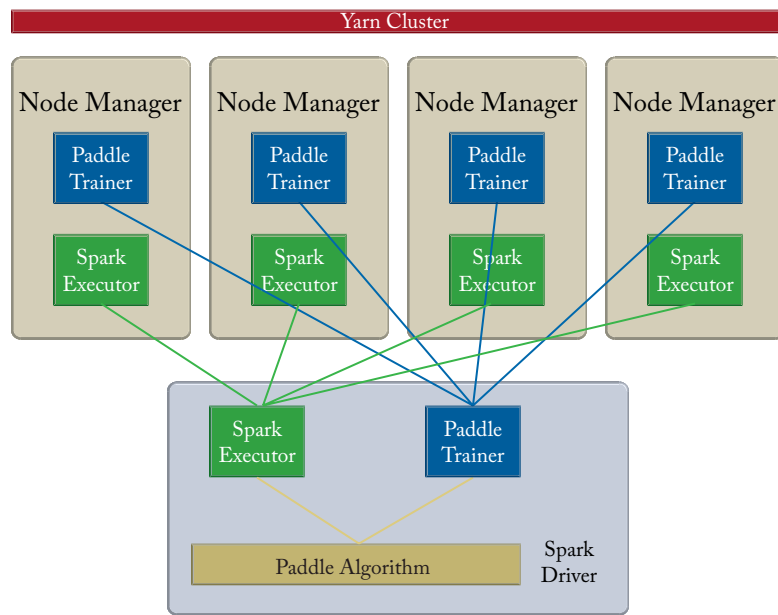 Yarn Cluster
Node Manager
Node Manager
Node Manager
Node Manager
Paddle
Trainer
Paddle
Trainer
Paddle
Trainer
Paddle
Trainer
Spark
Executor
Spark
Executor
Spark
Executor
Spark
Executor
Spark
Executor
Paddle
Trainer
Paddle Algorithm
Spark
Driver